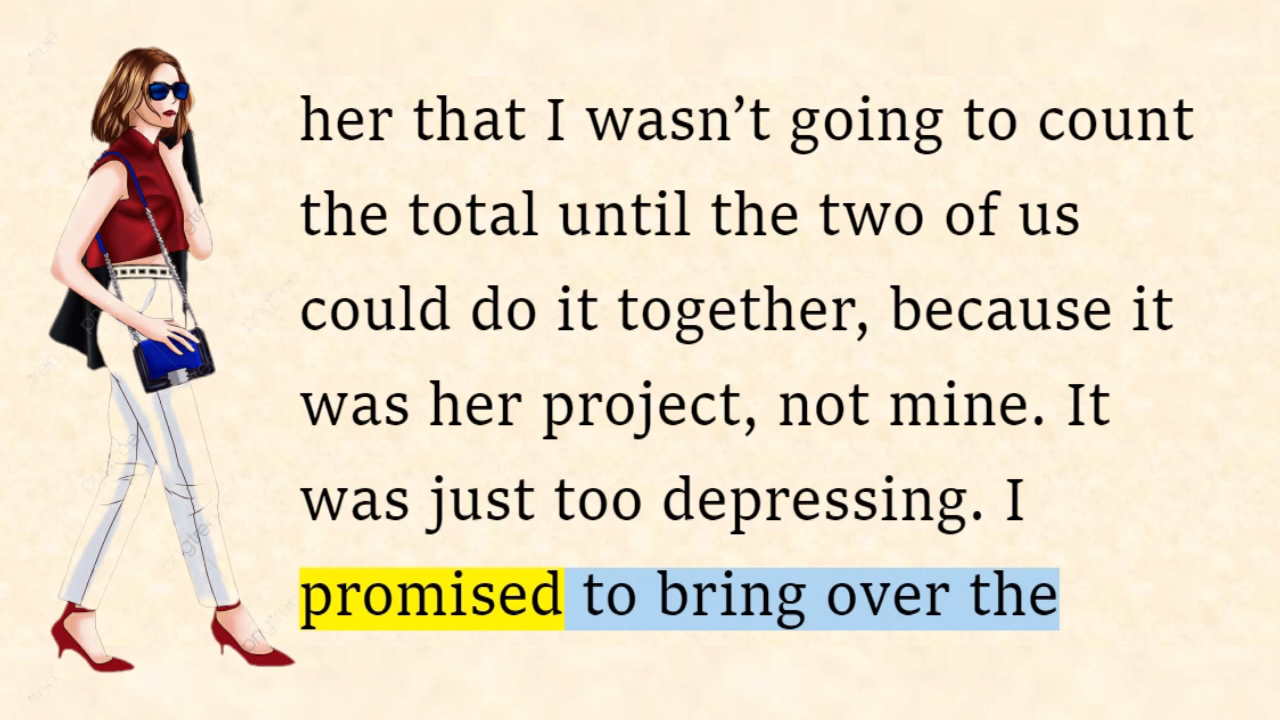 her that I wasn’t going to count
the total until the two of us
could do it together, because it
was her project, not mine. It
was just too depressing. I
promised to bring over the